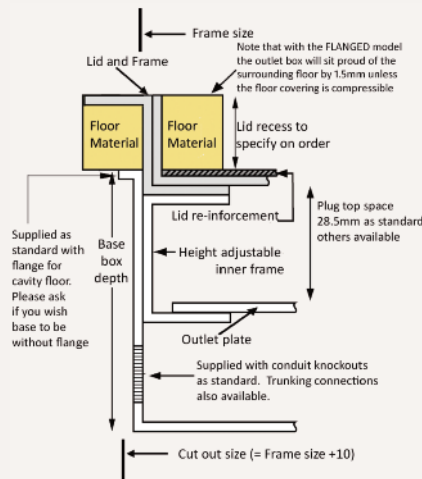 Frame size
Note that with the FLANGED model
the outlet box will sit proud of the
surrounding floor by 1.5mm unless
the floor covering is compressible
Lid and Frame
Floor
Material
Floor
Material
Lid recess to
specify on order
Lid re-inforcement
Plug top space
28.5mm as standard
others available
Supplied as
standard with
flange for
cavity floor.
Please ask
if you wish
base to be
without flange
Base
box
depth
Height adjustable
inner frame
Outlet plate
Supplied with conduit knockouts
as standard. Trunking connections
also available.
Cut out size (= Frame size +10)